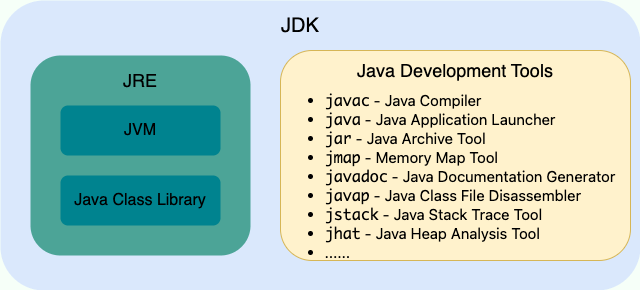 JDK
JRE
JVM
Java Class Library
Java Development Tools
• javac - Java Compiler
• java - Java Application Launcher
• jar - Java Archive Tool
• jmap - Memory Map Tool
• javadoc - Java Documentation Generator
• javap - Java Class File Disassembler
• jstack - Java Stack Trace Tool
• jhat - Java Heap Analysis Tool
• ......